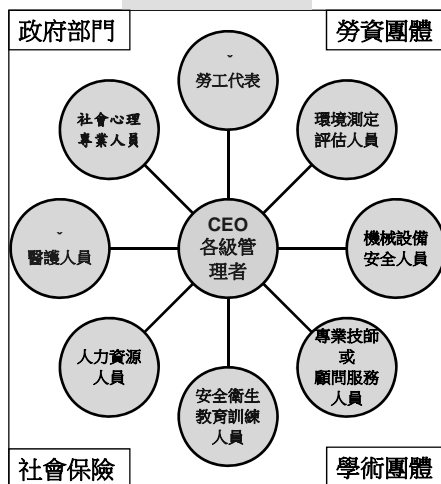 政府部門
勞資團體
ˇ
勞工代表
社會心理
專業人員
環境測定
評估人員
CEO
各級管
理者
ˇ
醫護人員
機械設備
安全人員
人力資源
人員
專業技師
或
顧問服務
人員
安全衛生
教育訓練
人員
社會保險
學術團體